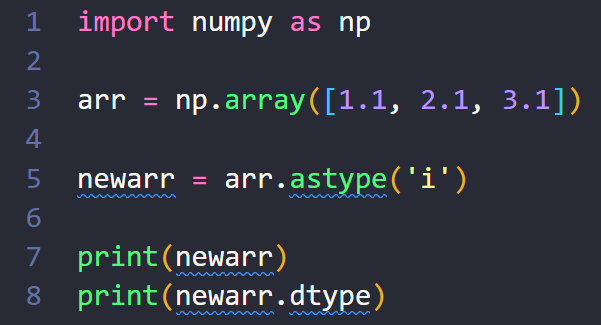 1 import numpy as np
2
3 arr = np.array([1.1, 2.1, 3.1])
4
5 newarr = arr.astype('i')
6
7 print(newarr)
8 print(newarr.dtype)